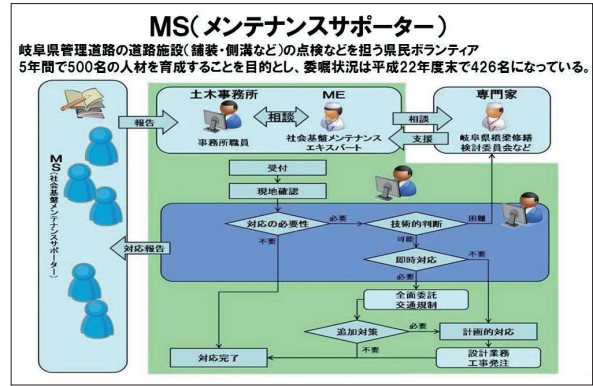 MS(メンテナンスサポーター)
岐阜県管理道路の道路施設(舗装・側溝など)の点検などを担う県民ボランティア
5年間で500名の人材を育成することを目的とし、委嘱状況は平成22年度末で426名になっている。
MS(社会基盤メンテナンスサポーター)
報告
土木事務所
事務所職員
相談
ME
社会基盤メンテナンス
エキスパート
相談
支援
専門家
岐阜県橋梁修繕
検討委員会など
受付
現地確認
対応の必要性
必要
技術的判断
困難
不要
可能
対応報告
即時対応
不要
必要
全面委託
交通規制
追加対策
必要
計画的対応
不要
対応完了
設計業務
工事発注